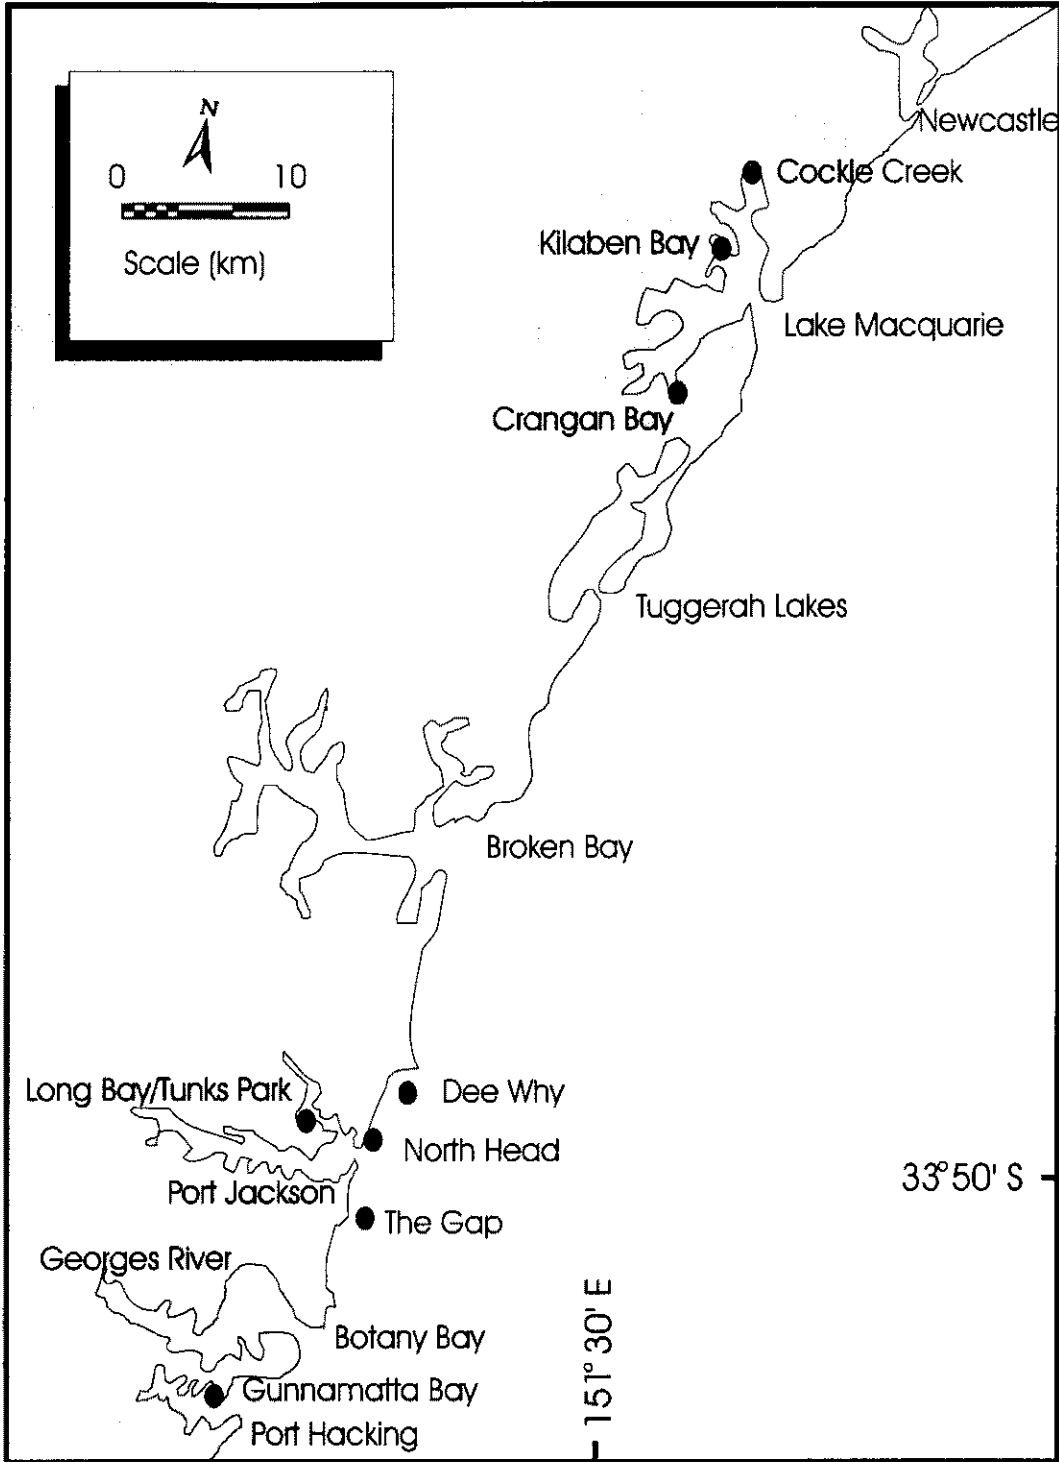 N
0 10
Scale (km)
Newcastle
Cockle Creek
Kilaben Bay
Lake Macquarie
Crangan Bay
Tuggerah Lakes
Broken Bay
Long Bay/Tunks Park
Dee Why
North Head
33°50' S
Port Jackson
The Gap
Georges River
151°30' E
Botany Bay
Gunnamatta Bay
Port Hacking